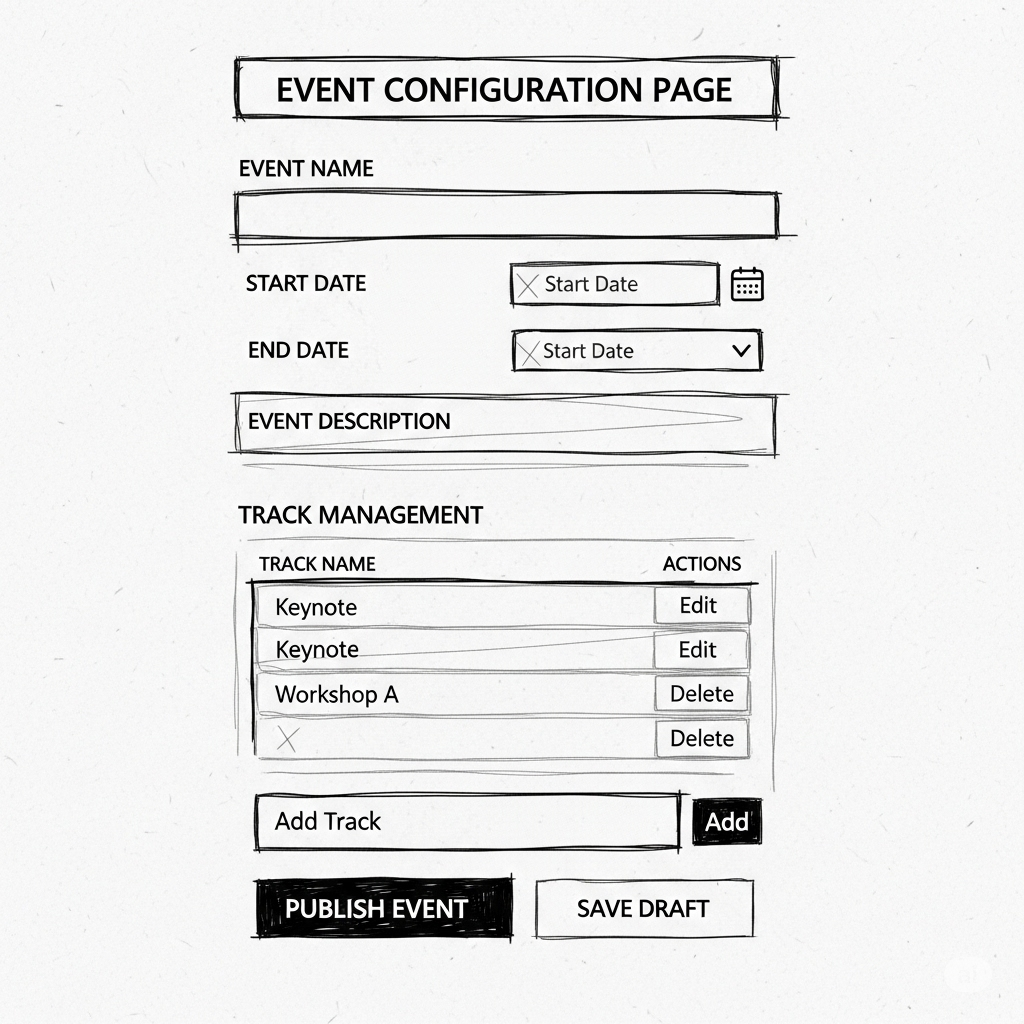 EVENT CONFIGURATION PAGE
EVENT NAME
START DATE Start Date
END DATE Start Date
EVENT DESCRIPTION
TRACK MANAGEMENT
TRACK NAME ACTIONS
Keynote Edit
Keynote Edit
Workshop A Delete
Delete
Add Track Add
PUBLISH EVENT SAVE DRAFT